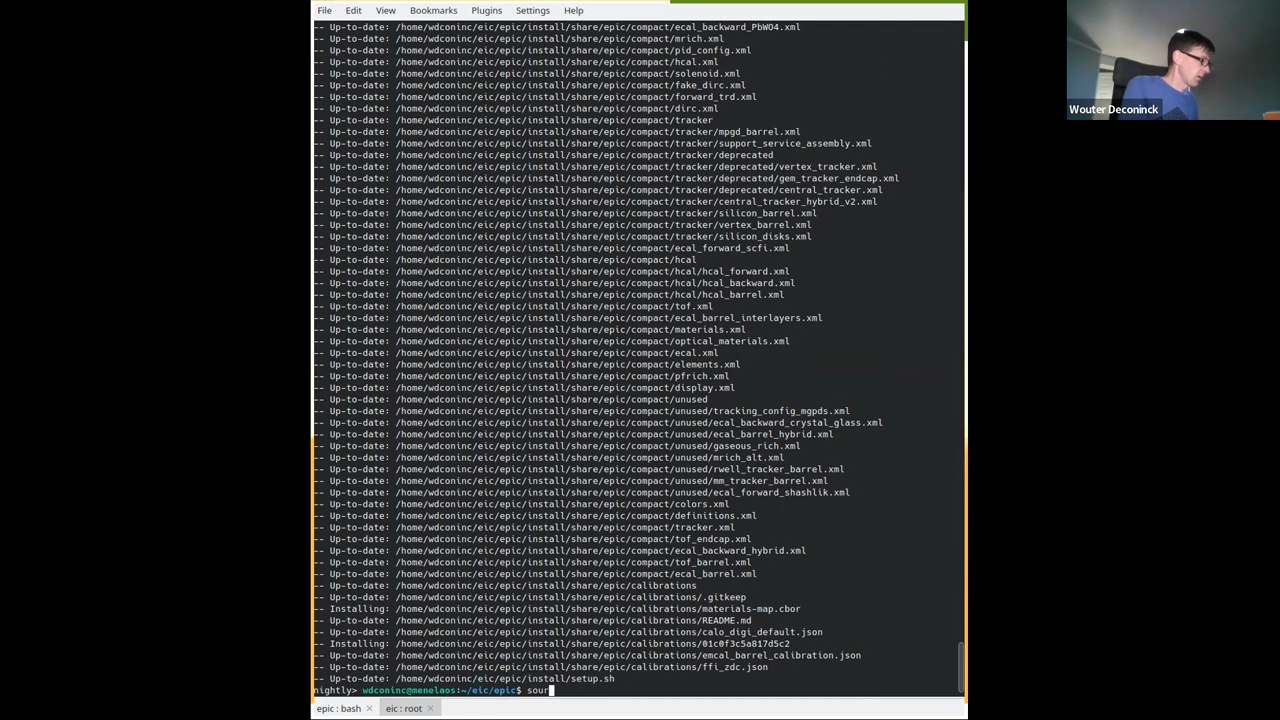 File Edit View Bookmarks Plugins Settings Help
-- Up-to-date: /home/wdconinc/eic/epic/install/share/epic/compact/ecal_backward_PbWO4.xml
-- Up-to-date: /home/wdconinc/eic/epic/install/share/epic/compact/mrich.xml
-- Up-to-date: /home/wdconinc/eic/epic/install/share/epic/compact/pid_config.xml
-- Up-to-date: /home/wdconinc/eic/epic/install/share/epic/compact/hcal.xml
-- Up-to-date: /home/wdconinc/eic/epic/install/share/epic/compact/solenoid.xml
-- Up-to-date: /home/wdconinc/eic/epic/install/share/epic/compact/fake_dirc.xml
-- Up-to-date: /home/wdconinc/eic/epic/install/share/epic/compact/forward_trd.xml
-- Up-to-date: /home/wdconinc/eic/epic/install/share/epic/compact/dirc.xml
-- Up-to-date: /home/wdconinc/eic/epic/install/share/epic/compact/tracker
-- Up-to-date: /home/wdconinc/eic/epic/install/share/epic/compact/tracker/mpgd_barrel.xml
-- Up-to-date: /home/wdconinc/eic/epic/install/share/epic/compact/tracker/support_service_assembly.xml
-- Up-to-date: /home/wdconinc/eic/epic/install/share/epic/compact/tracker/deprecated
-- Up-to-date: /home/wdconinc/eic/epic/install/share/epic/compact/tracker/deprecated/vertex_tracker.xml
-- Up-to-date: /home/wdconinc/eic/epic/install/share/epic/compact/tracker/deprecated/gem_tracker_endcap.xml
-- Up-to-date: /home/wdconinc/eic/epic/install/share/epic/compact/tracker/deprecated/central_tracker.xml
-- Up-to-date: /home/wdconinc/eic/epic/install/share/epic/compact/tracker/central_tracker_hybrid_v2.xml
-- Up-to-date: /home/wdconinc/eic/epic/install/share/epic/compact/tracker/silicon_barrel.xml
-- Up-to-date: /home/wdconinc/eic/epic/install/share/epic/compact/tracker/vertex_barrel.xml
-- Up-to-date: /home/wdconinc/eic/epic/install/share/epic/compact/tracker/silicon_disks.xml
-- Up-to-date: /home/wdconinc/eic/epic/install/share/epic/compact/ecal_forward_scfi.xml
-- Up-to-date: /home/wdconinc/eic/epic/install/share/epic/compact/hcal
-- Up-to-date: /home/wdconinc/eic/epic/install/share/epic/compact/hcal/hcal_forward.xml
-- Up-to-date: /home/wdconinc/eic/epic/install/share/epic/compact/hcal/hcal_backward.xml
-- Up-to-date: /home/wdconinc/eic/epic/install/share/epic/compact/hcal/hcal_barrel.xml
-- Up-to-date: /home/wdconinc/eic/epic/install/share/epic/compact/tof.xml
-- Up-to-date: /home/wdconinc/eic/epic/install/share/epic/compact/ecal_barrel_interlayers.xml
-- Up-to-date: /home/wdconinc/eic/epic/install/share/epic/compact/materials.xml
-- Up-to-date: /home/wdconinc/eic/epic/install/share/epic/compact/optical_materials.xml
-- Up-to-date: /home/wdconinc/eic/epic/install/share/epic/compact/ecal.xml
-- Up-to-date: /home/wdconinc/eic/epic/install/share/epic/compact/elements.xml
-- Up-to-date: /home/wdconinc/eic/epic/install/share/epic/compact/pfrich.xml
-- Up-to-date: /home/wdconinc/eic/epic/install/share/epic/compact/display.xml
-- Up-to-date: /home/wdconinc/eic/epic/install/share/epic/compact/unused
-- Up-to-date: /home/wdconinc/eic/epic/install/share/epic/compact/unused/tracking_config_mgpds.xml
-- Up-to-date: /home/wdconinc/eic/epic/install/share/epic/compact/unused/ecal_backward_crystal_glass.xml
-- Up-to-date: /home/wdconinc/eic/epic/install/share/epic/compact/unused/ecal_barrel_hybrid.xml
-- Up-to-date: /home/wdconinc/eic/epic/install/share/epic/compact/unused/gaseous_rich.xml
-- Up-to-date: /home/wdconinc/eic/epic/install/share/epic/compact/unused/mrich_alt.xml
-- Up-to-date: /home/wdconinc/eic/epic/install/share/epic/compact/unused/rwell_tracker_barrel.xml
-- Up-to-date: /home/wdconinc/eic/epic/install/share/epic/compact/unused/mm_tracker_barrel.xml
-- Up-to-date: /home/wdconinc/eic/epic/install/share/epic/compact/unused/ecal_forward_shashlik.xml
-- Up-to-date: /home/wdconinc/eic/epic/install/share/epic/compact/colors.xml
-- Up-to-date: /home/wdconinc/eic/epic/install/share/epic/compact/definitions.xml
-- Up-to-date: /home/wdconinc/eic/epic/install/share/epic/compact/tracker.xml
-- Up-to-date: /home/wdconinc/eic/epic/install/share/epic/compact/tof_endcap.xml
-- Up-to-date: /home/wdconinc/eic/epic/install/share/epic/compact/ecal_backward_hybrid.xml
-- Up-to-date: /home/wdconinc/eic/epic/install/share/epic/compact/tof_barrel.xml
-- Up-to-date: /home/wdconinc/eic/epic/install/share/epic/compact/ecal_barrel.xml
-- Up-to-date: /home/wdconinc/eic/epic/install/share/epic/calibrations
-- Up-to-date: /home/wdconinc/eic/epic/install/share/epic/calibrations/.gitkeep
-- Installing: /home/wdconinc/eic/epic/install/share/epic/calibrations/materials-map.cbor
-- Up-to-date: /home/wdconinc/eic/epic/install/share/epic/calibrations/README.md
-- Up-to-date: /home/wdconinc/eic/epic/install/share/epic/calibrations/calo_digi_default.json
-- Installing: /home/wdconinc/eic/epic/install/share/epic/calibrations/01c0f3c5a817d5c2
-- Up-to-date: /home/wdconinc/eic/epic/install/share/epic/calibrations/emcal_barrel_calibration.json
-- Up-to-date: /home/wdconinc/eic/epic/install/share/epic/calibrations/ffi_zdc.json
-- Up-to-date: /home/wdconinc/eic/epic/install/setup.sh
nightly> wdconinc@menelaos:~/eic/epic$ sour
epic : bash eic : root
Wouter Deconinck